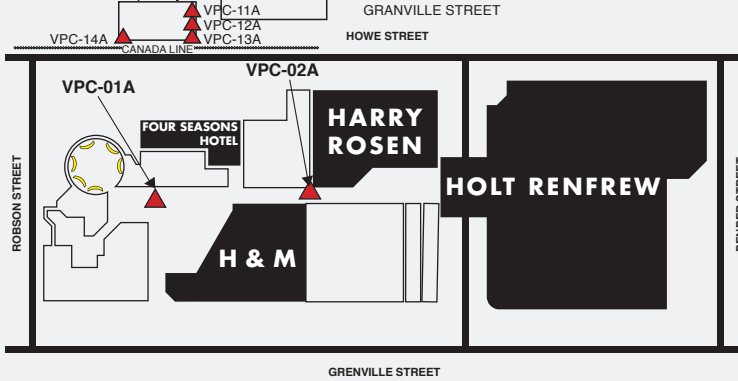 VPC-11A
GRANVILLE STREET
VPC-12A
VPC-14A
VPC-13A
HOWE STREET
CANADA LINE
VPC-01A
VPC-02A
FOUR SEASONS
HOTEL
HARRY
ROSEN
HOLT RENFREW
ROBSON STREET
H & M
GRENVILLE STREET